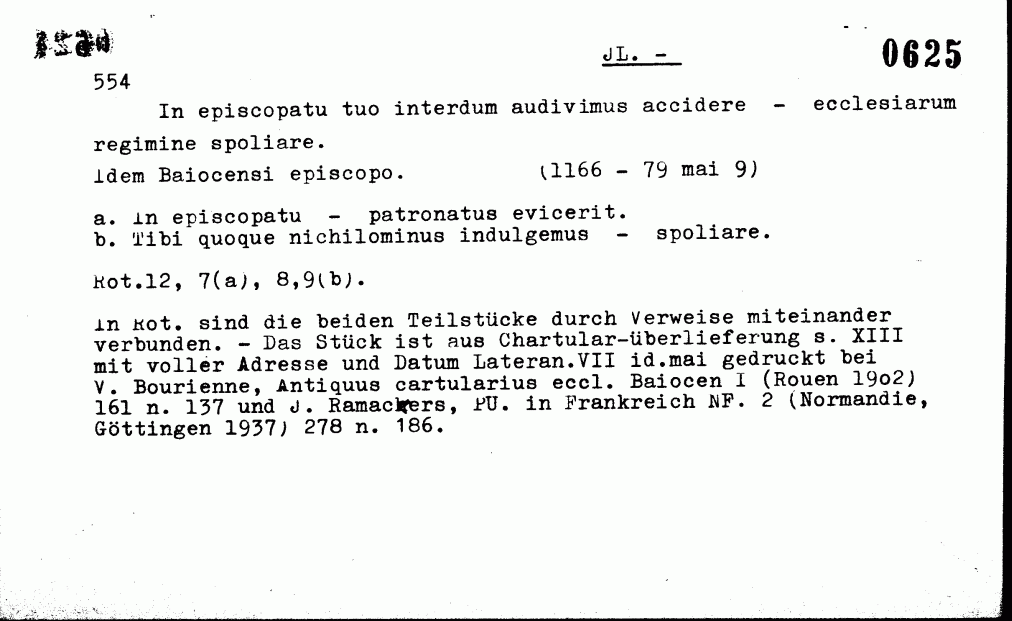 JL. - 0625
554
In episcopatu tuo interdum audivimus accidere - ecclesiarum
regimine spoliare.
Idem Baiocensi episcopo. (1166 - 79 mai 9)
a. In episcopatu - patronatus evicerit.
b. Tibi quoque nichilominus indulgemus - spoliare.
Rot.12, 7(a), 8,9(b).
In Rot. sind die beiden Teilstücke durch Verweise miteinander
verbunden. - Das Stück ist aus Chartular-überlieferung s. XIII
mit voller Adresse und Datum Lateran.VII id.mai gedruckt bei
V. Bourienne, Antiquus cartularius eccl. Baiocen I (Rouen 19o2)
161 n. 137 und J. Ramackers, PU. in Frankreich NF. 2 (Normandie,
Göttingen 1937) 278 n. 186.